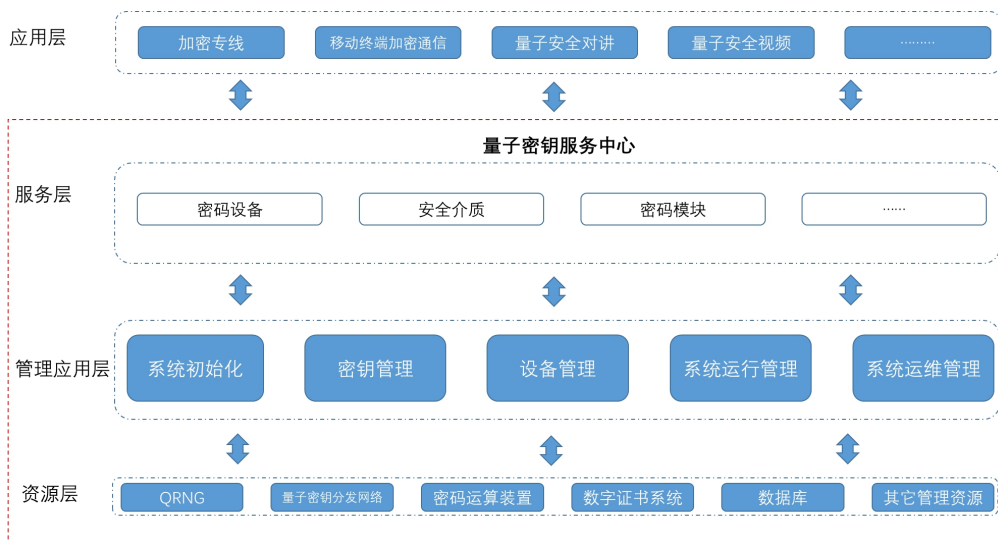 应用层
加密专线
移动终端加密通信
量子安全对讲
量子安全视频
………
量子密钥服务中心
服务层
密码设备
安全介质
密码模块
……
管理应用层
系统初始化
密钥管理
设备管理
系统运行管理
系统运维管理
资源层
QRNG
量子密钥分发网络
密码运算装置
数字证书系统
数据库
其它管理资源